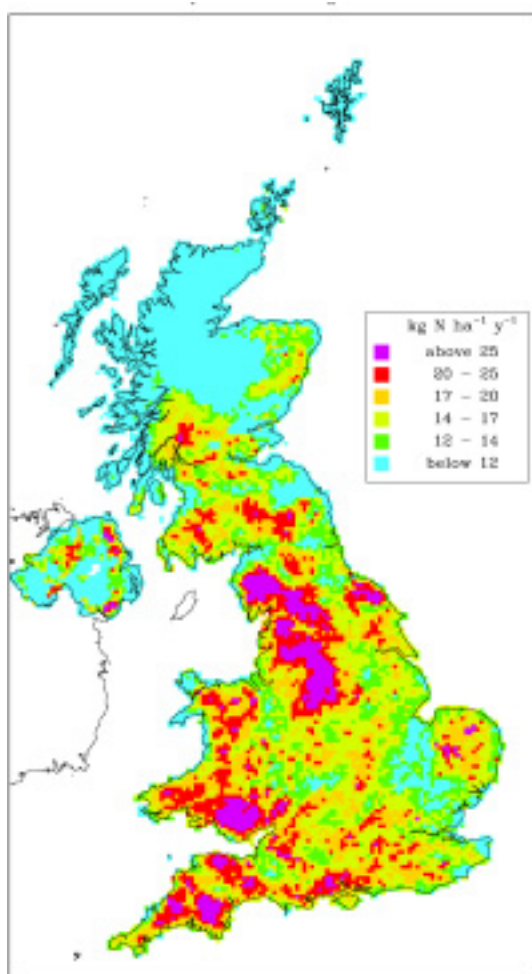 kg N ha⁻¹ y⁻¹
above 25
20 – 25
17 – 20
14 – 17
12 – 14
below 12